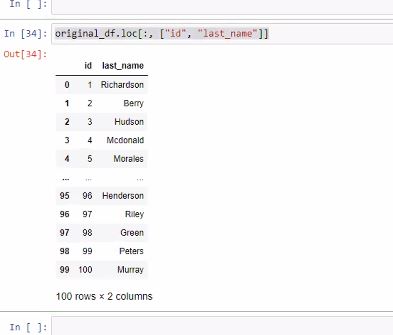 In [ ]:
In [34]: original_df.loc[:, ["id", "last_name"]]
Out[34]:
id last_name
0 1 Richardson
1 2 Berry
2 3 Hudson
3 4 Mcdonald
4 5 Morales
... ... ...
95 96 Henderson
96 97 Riley
97 98 Green
98 99 Peters
99 100 Murray
100 rows × 2 columns
In [ ]: